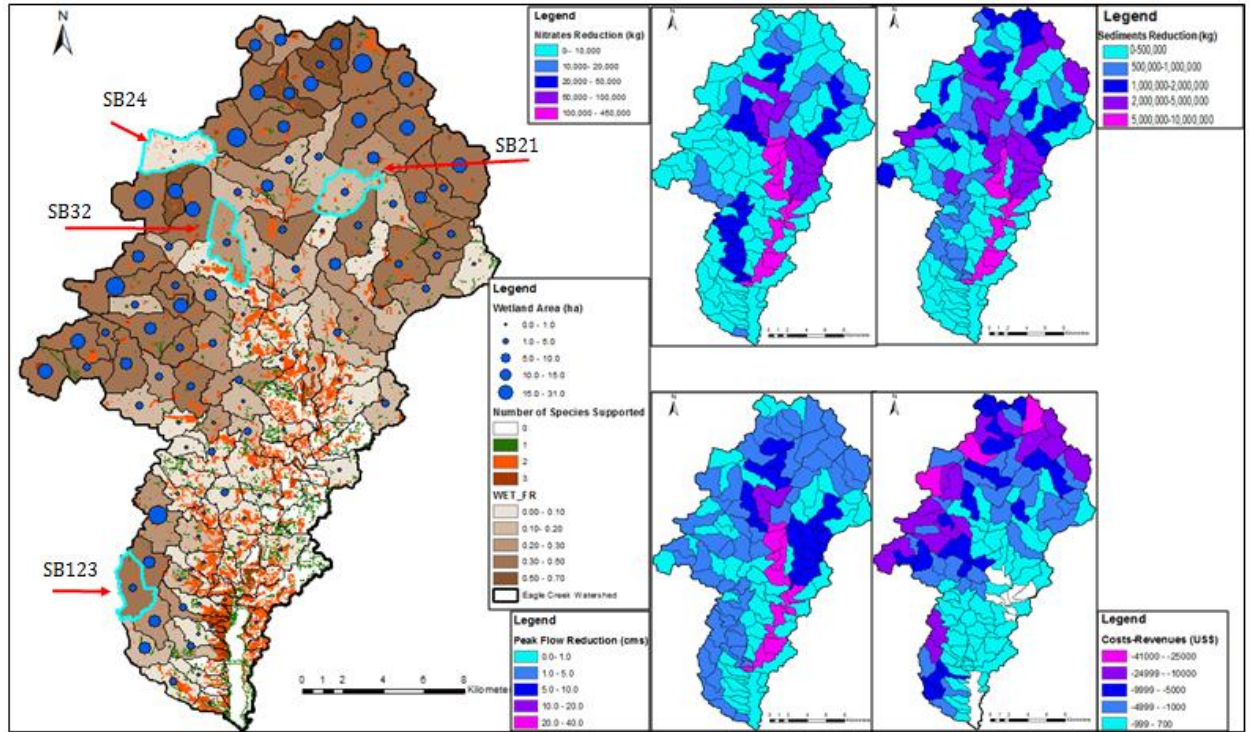 N
SB24
SB21
SB32
SB123
Legend
Wetland Area (ha)
0.0 - 1.0
1.0 - 5.0
5.0 - 10.0
10.0 - 15.0
15.0 - 31.0
Number of Species Supported
0
1
2
3
WET_FR
0.00 - 0.10
0.10- 0.20
0.20 - 0.30
0.30 - 0.50
0.50 - 0.70
Eagle Creek Watershed
0 1 2 4 6 8
Kilometer
Legend
Nitrates Reduction (kg)
0-- 10,000
10,000- 20,000
20,000 - 50,000
50,000 - 100,000
100,000 - 450,000
N
N
Legend
Sediments Reduction (kg)
0-500,000
500,000-1,000,000
1,000,000-2,000,000
2,000,000-5,000,000
5,000,000-10,000,000
Legend
Peak Flow Reduction (cms)
0.0- 1.0
1.0 - 5.0
5.0 - 10.0
10.0 - 20.0
20.0 - 40.0
N
N
Legend
Costs-Revenues (US$)
-41000 - -25000
-24999 - -10000
-9999 - -5000
-4999 - -1000
-999 - 700